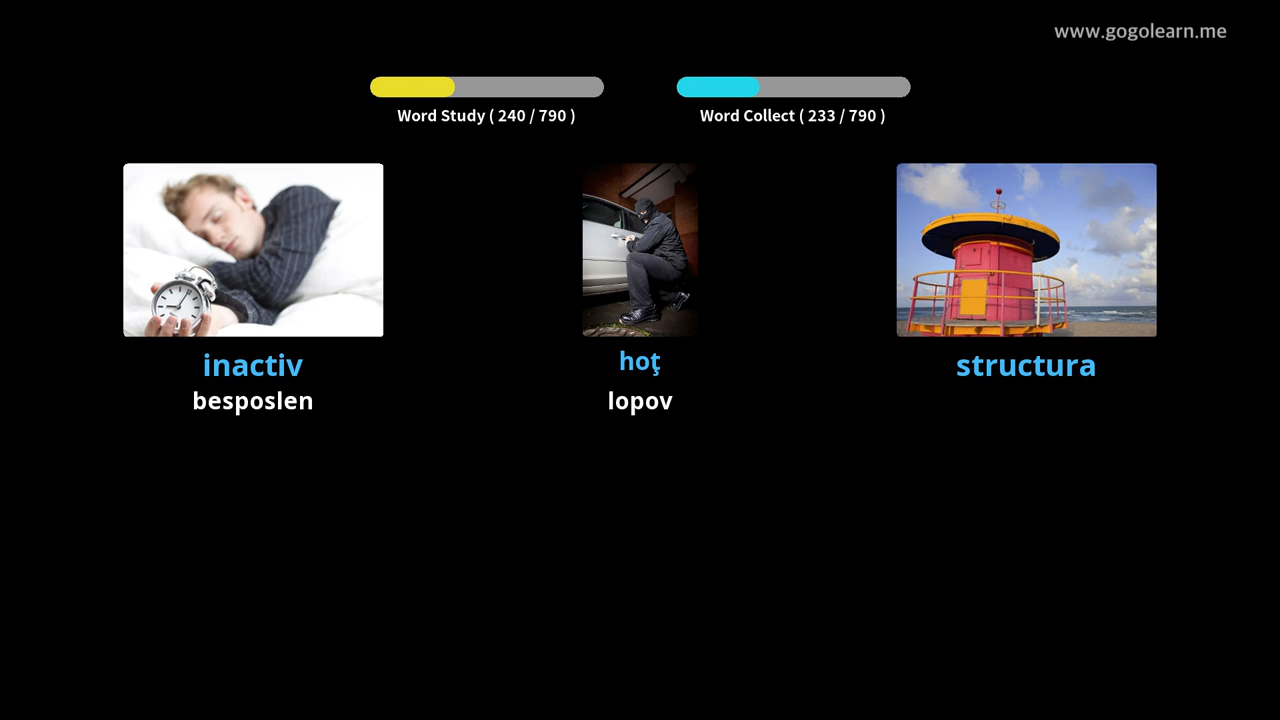 www.gogolearn.me
Word Study ( 240 / 790 )
Word Collect ( 233 / 790 )
inactiv
besposlen
hoţ
lopov
structura